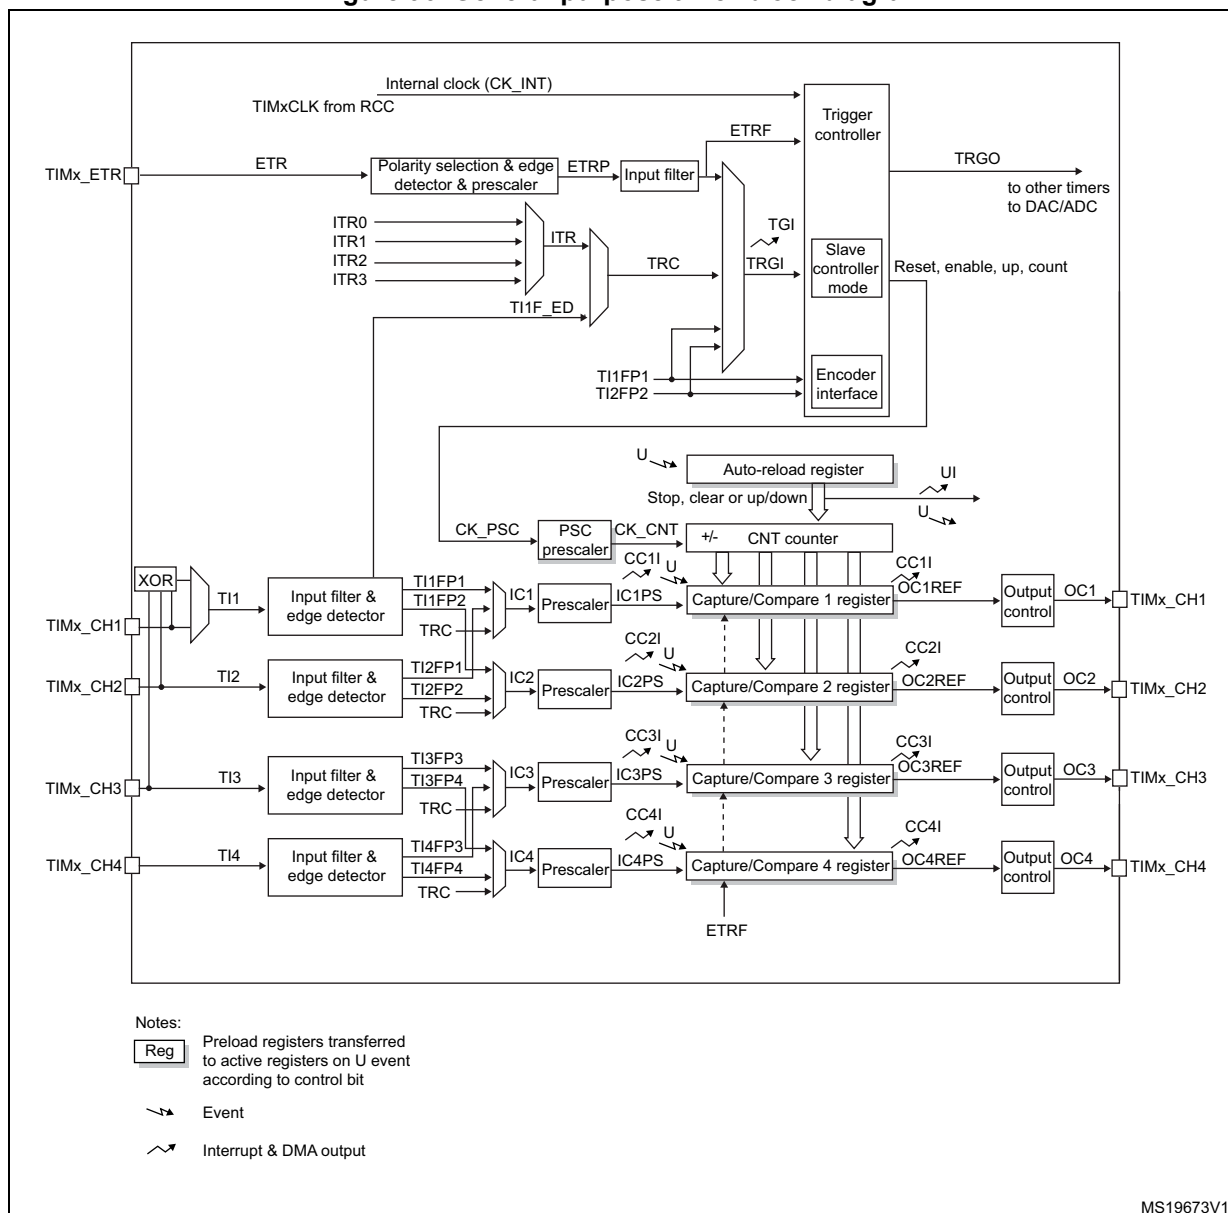 Internal clock (CK_INT)
TIMxCLK from RCC
Trigger
controller
ETRF
TIMx_ETR
ETR
Polarity selection & edge
detector & prescaler
ETRP
Input filter
TRGO
to other timers
to DAC/ADC
ITR0
ITR1
ITR2
ITR3
ITR
TRC
TI1F_ED
TGI
TRGI
Slave
controller
mode
Reset, enable, up, count
TI1FP1
TI2FP2
Encoder
interface
U
Auto-reload register
UI
Stop, clear or up/down
U
CK_PSC
PSC
prescaler
CK_CNT
+/-
CNT counter
XOR
TI1
TIMx_CH1
Input filter &
edge detector
TI1FP1
TI1FP2
TRC
IC1
Prescaler
IC1PS
CC1I
U
Capture/Compare 1 register
CC1I
OC1REF
Output
control
OC1
TIMx_CH1
TIMx_CH2
TI2
Input filter &
edge detector
TI2FP1
TI2FP2
TRC
IC2
Prescaler
IC2PS
CC2I
U
Capture/Compare 2 register
CC2I
OC2REF
Output
control
OC2
TIMx_CH2
TIMx_CH3
TI3
Input filter &
edge detector
TI3FP3
TI3FP4
TRC
IC3
Prescaler
IC3PS
CC3I
U
Capture/Compare 3 register
CC3I
OC3REF
Output
control
OC3
TIMx_CH3
TIMx_CH4
TI4
Input filter &
edge detector
TI4FP3
TI4FP4
TRC
IC4
Prescaler
IC4PS
CC4I
U
Capture/Compare 4 register
CC4I
OC4REF
Output
control
OC4
TIMx_CH4
ETRF
Notes:
Reg
Preload registers transferred
to active registers on U event
according to control bit
Event
Interrupt & DMA output
MS19673V1